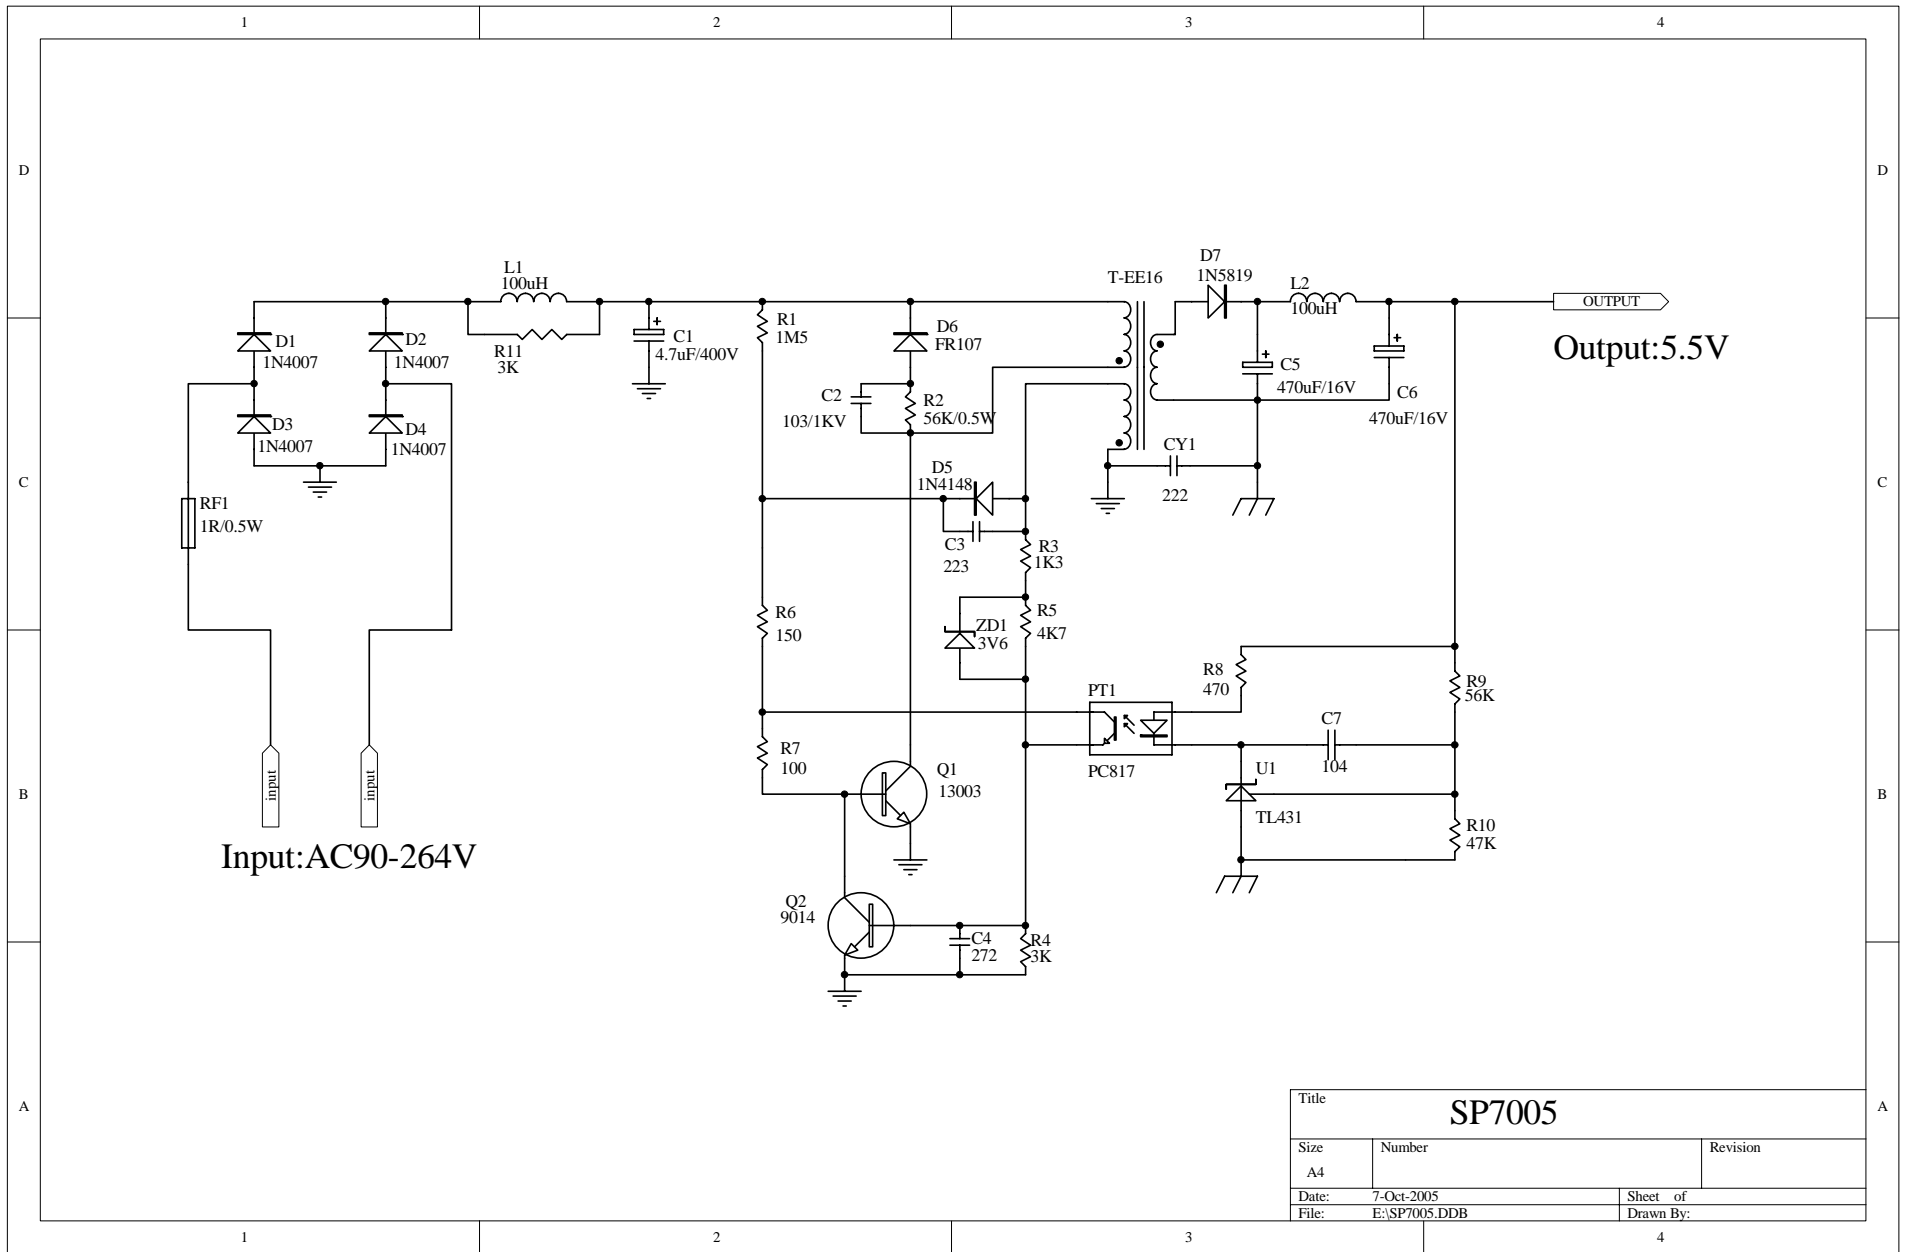 1
2
3
4
D
D
C
C
B
B
A
A
1
2
3
4
L1
100uH
R11
3K
D1
1N4007
D2
1N4007
D3
1N4007
D4
1N4007
RF1
1R/0.5W
input
input
Input:AC90-264V
C1
4.7uF/400V
R1
1M5
D6
FR107
C2
103/1KV
R2
56K/0.5W
T-EE16
D7
1N5819
L2
100uH
C5
470uF/16V
C6
470uF/16V
OUTPUT
Output:5.5V
CY1
222
D5
1N4148
C3
223
R3
1K3
R6
150
ZD1
3V6
R5
4K7
R7
100
Q1
13003
PT1
PC817
R8
470
R9
56K
C7
104
U1
TL431
R10
47K
Q2
9014
C4
272
R4
3K
Title
SP7005
Size
A4
Number
Revision
Date:
7-Oct-2005
Sheet of
File:
E:\SP7005.DDB
Drawn By: